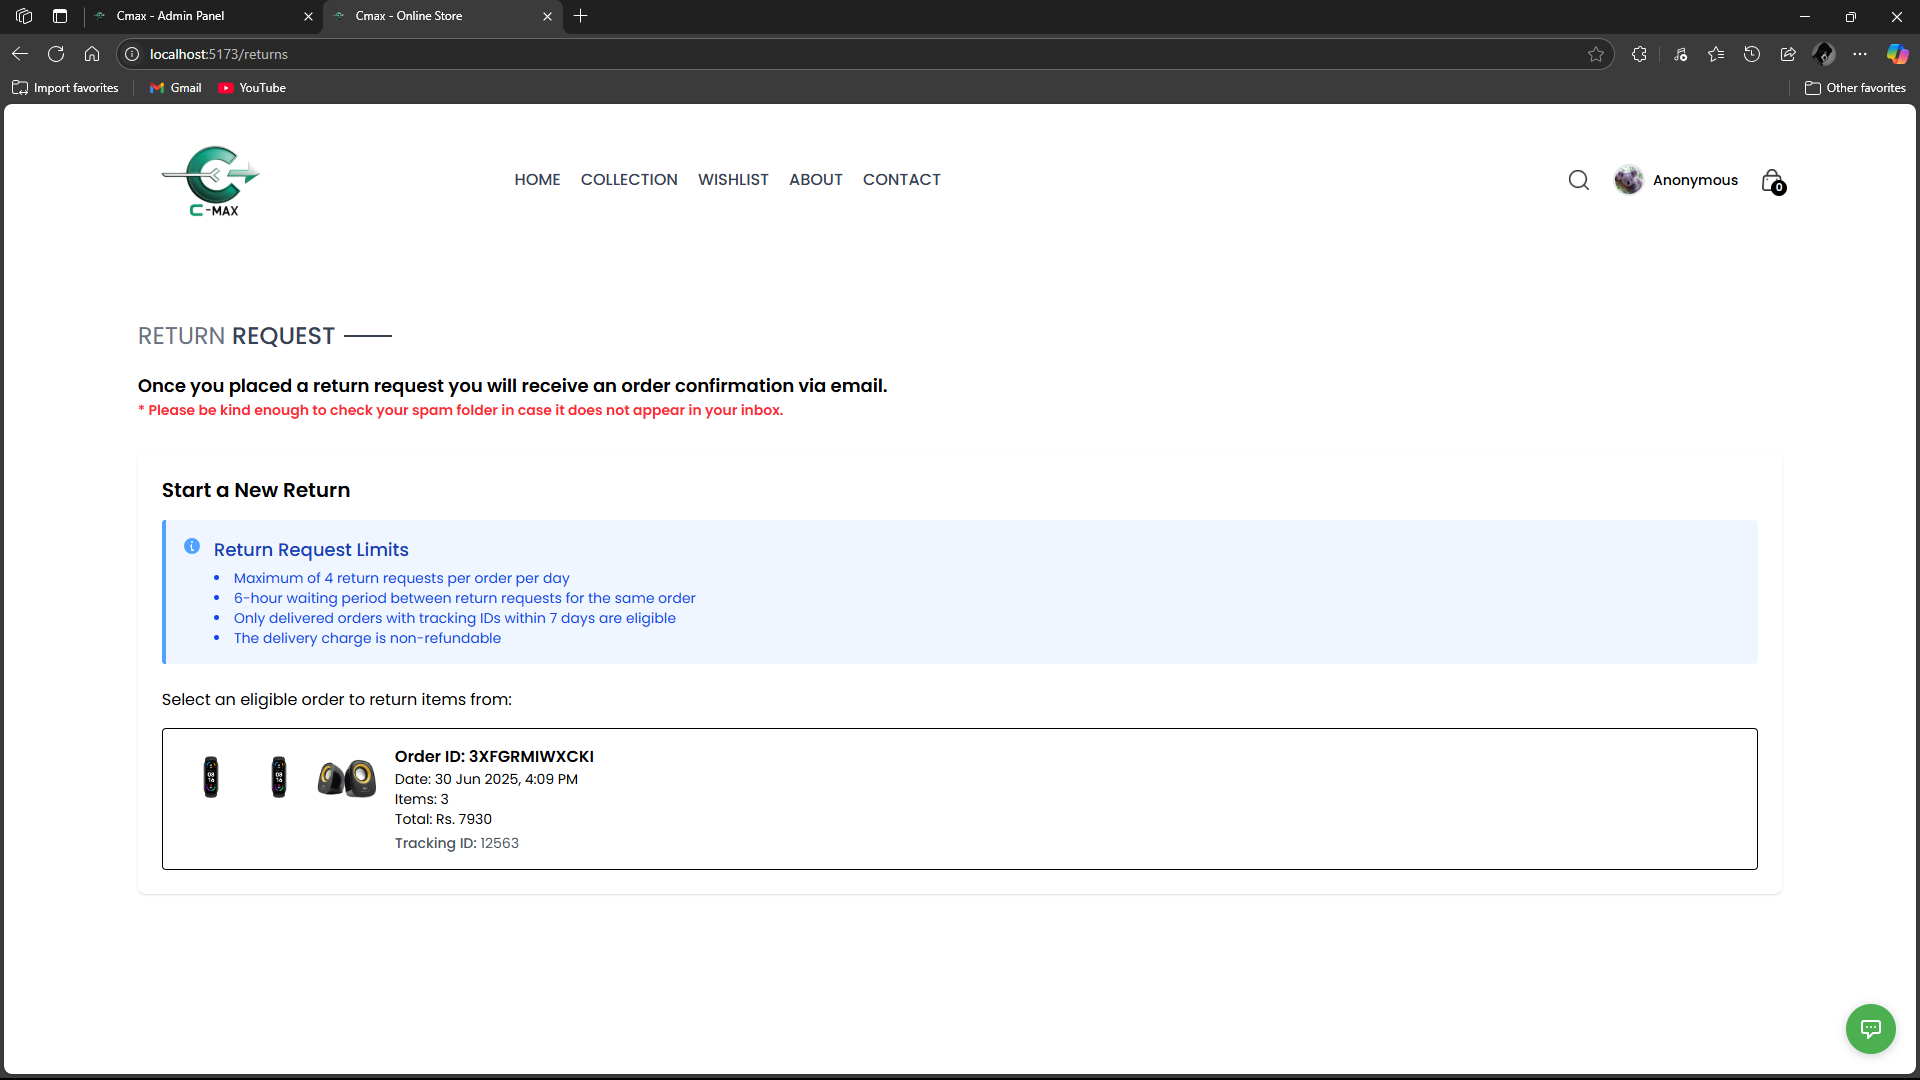 Cmax - Admin Panel
Cmax - Online Store
localhost:5173/returns
Import favorites
Gmail
YouTube
Other favorites
C-MAX
HOME
COLLECTION
WISHLIST
ABOUT
CONTACT
Anonymous
0
RETURN REQUEST
Once you placed a return request you will receive an order confirmation via email.
* Please be kind enough to check your spam folder in case it does not appear in your inbox.
Start a New Return
Return Request Limits
• Maximum of 4 return requests per order per day
• 6-hour waiting period between return requests for the same order
• Only delivered orders with tracking IDs within 7 days are eligible
• The delivery charge is non-refundable
Select an eligible order to return items from:
Order ID: 3XFGRMIWXCKI
Date: 30 Jun 2025, 4:09 PM
Items: 3
Total: Rs. 7930
Tracking ID: 12563